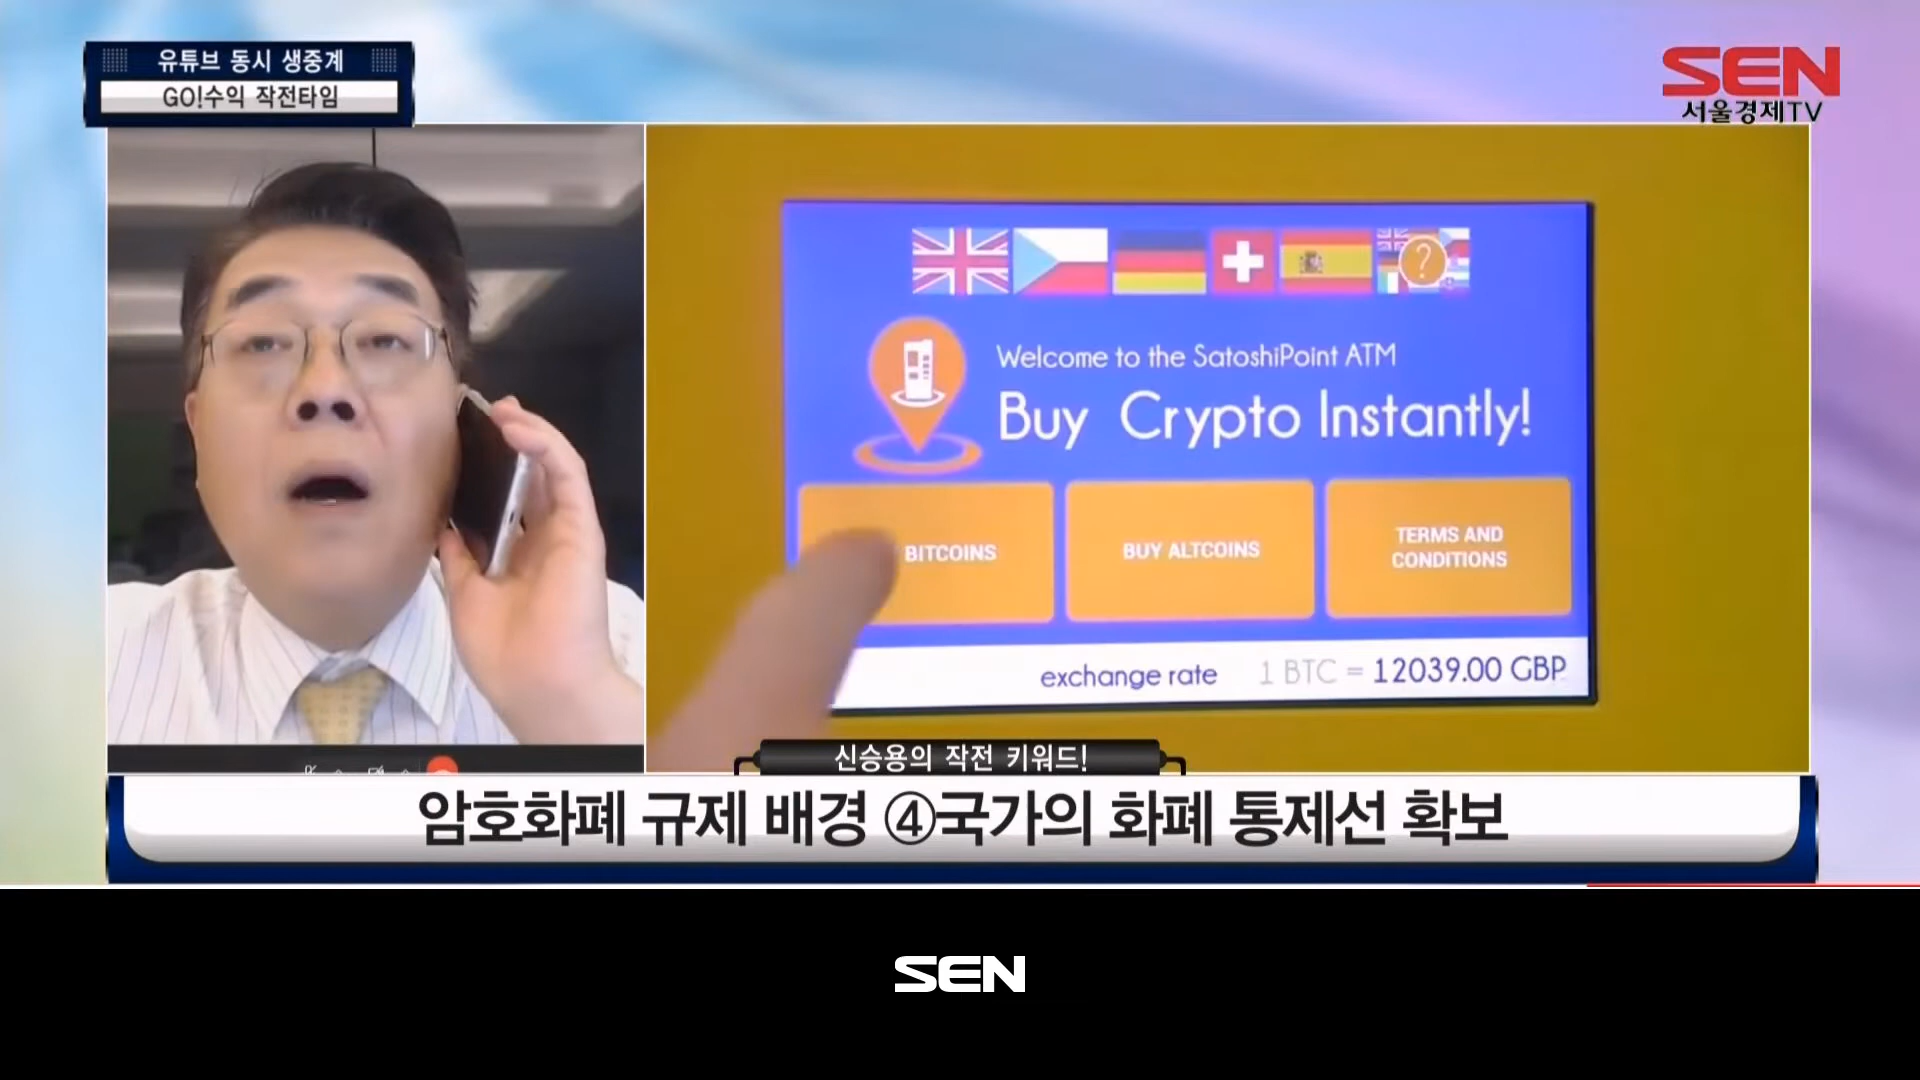 유튜브 동시 생중계
GO!수익 작전타임
SEN
서울경제TV
Welcome to the SatoshiPoint ATM
Buy Crypto Instantly!
BITCOINS
BUY ALTCOINS
TERMS AND
CONDITIONS
exchange rate 1 BTC = 12039.00 GBP
신승용의 작전 키워드!
암호화폐 규제 배경 ④국가의 화폐 통제선 확보
SEN